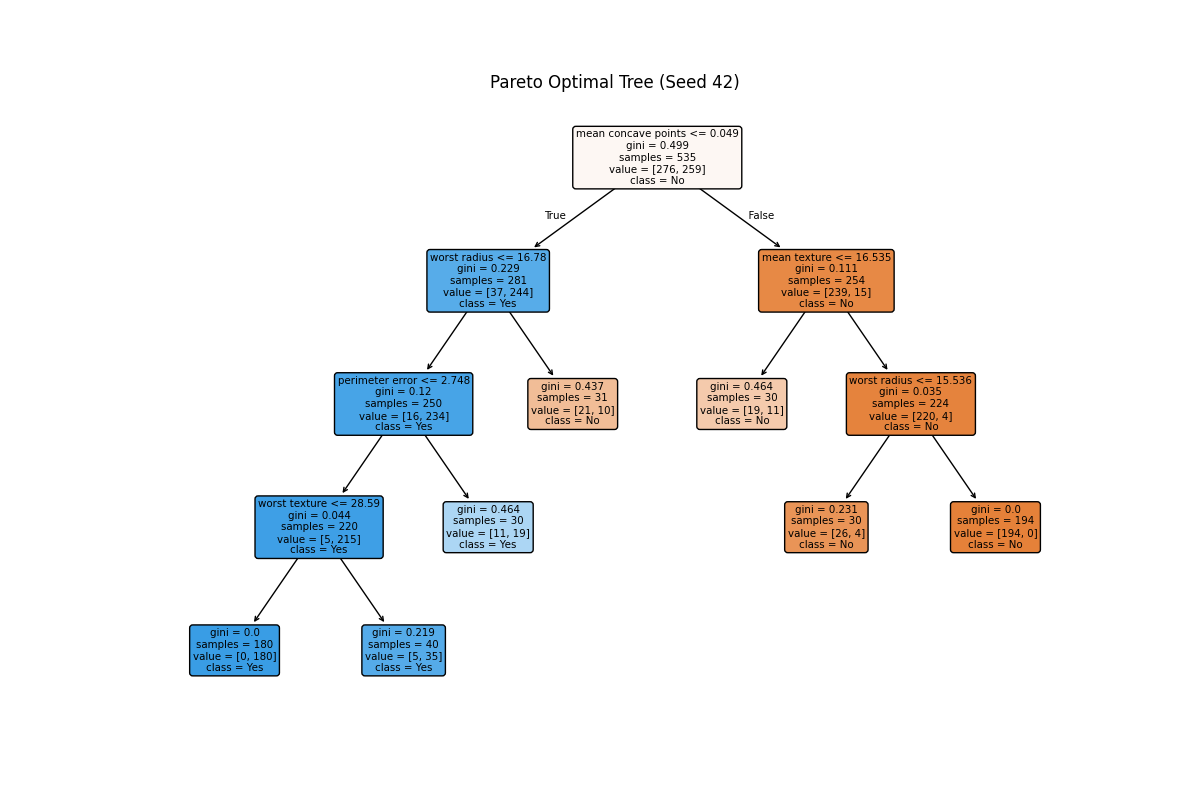 Pareto Optimal Tree (Seed 42)
mean concave points <= 0.049
gini = 0.499
samples = 535
value = [276, 259]
class = No
True
False
worst radius <= 16.78
gini = 0.229
samples = 281
value = [37, 244]
class = Yes
mean texture <= 16.535
gini = 0.111
samples = 254
value = [239, 15]
class = No
perimeter error <= 2.748
gini = 0.12
samples = 250
value = [16, 234]
class = Yes
gini = 0.437
samples = 31
value = [21, 10]
class = No
gini = 0.464
samples = 30
value = [19, 11]
class = No
worst radius <= 15.536
gini = 0.035
samples = 224
value = [220, 4]
class = No
worst texture <= 28.59
gini = 0.044
samples = 220
value = [5, 215]
class = Yes
gini = 0.464
samples = 30
value = [11, 19]
class = Yes
gini = 0.231
samples = 30
value = [26, 4]
class = No
gini = 0.0
samples = 194
value = [194, 0]
class = No
gini = 0.0
samples = 180
value = [0, 180]
class = Yes
gini = 0.219
samples = 40
value = [5, 35]
class = Yes